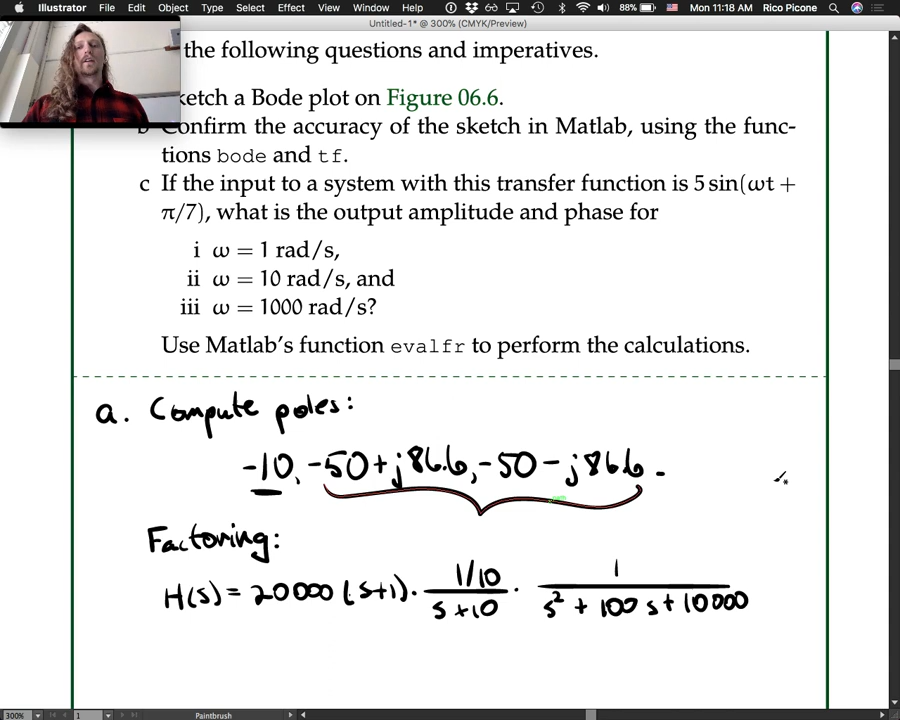 Illustrator File Edit Object Type Select Effect View Window Help 88% Mon 11:18 AM Rico Picone
Untitled-1* @ 300% (CMYK/Preview)
the following questions and imperatives.
ketch a Bode plot on Figure 06.6.
b Confirm the accuracy of the sketch in Matlab, using the func-
tions bode and tf.
c If the input to a system with this transfer function is 5 sin(ωt +
π/7), what is the output amplitude and phase for
i ω = 1 rad/s,
ii ω = 10 rad/s, and
iii ω = 1000 rad/s?
Use Matlab's function evalfr to perform the calculations.
a. Compute poles:
-10, -50+j86.6, -50-j86.6.
Factoring:
H(s) = 20000 (s+1) · (1/10)/(s+10) · 1/(s² + 100 s + 10000)
300% 1 Paintbrush